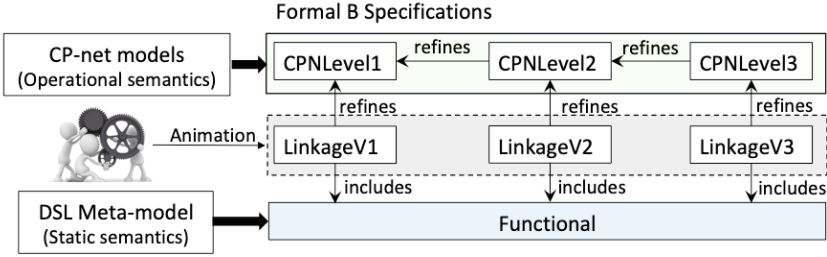 Formal B Specifications
CP-net models
(Operational semantics)
CPNLevel1
refines
CPNLevel2
refines
CPNLevel3
refines
refines
refines
Animation
LinkageV1
LinkageV2
LinkageV3
includes
includes
includes
DSL Meta-model
(Static semantics)
Functional